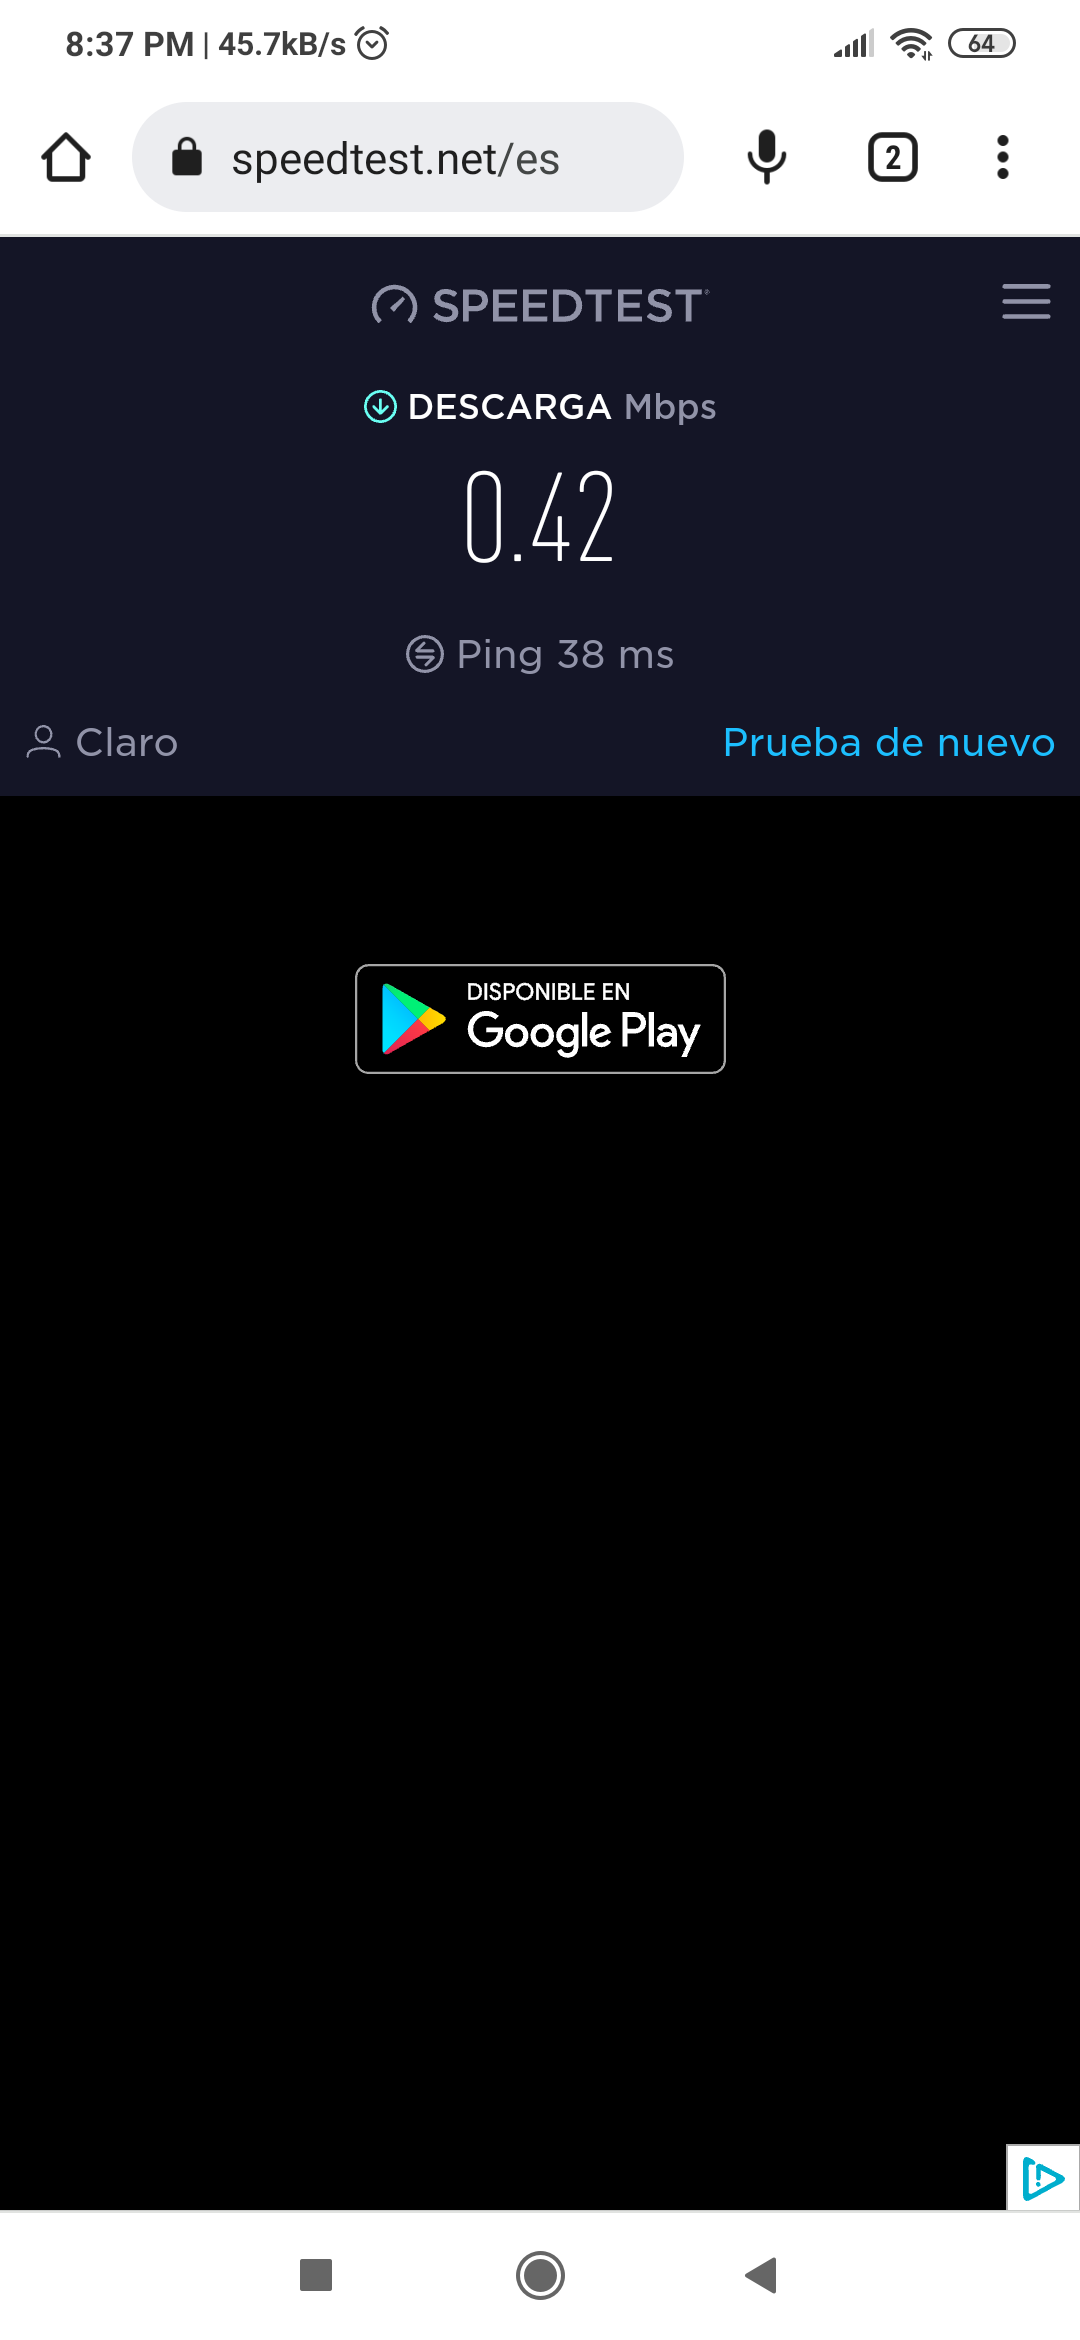 8:37 PM | 45.7kB/s
64
speedtest.net/es
2
SPEEDTEST
DESCARGA Mbps
0.42
Ping 38 ms
Claro
Prueba de nuevo
DISPONIBLE EN
Google Play